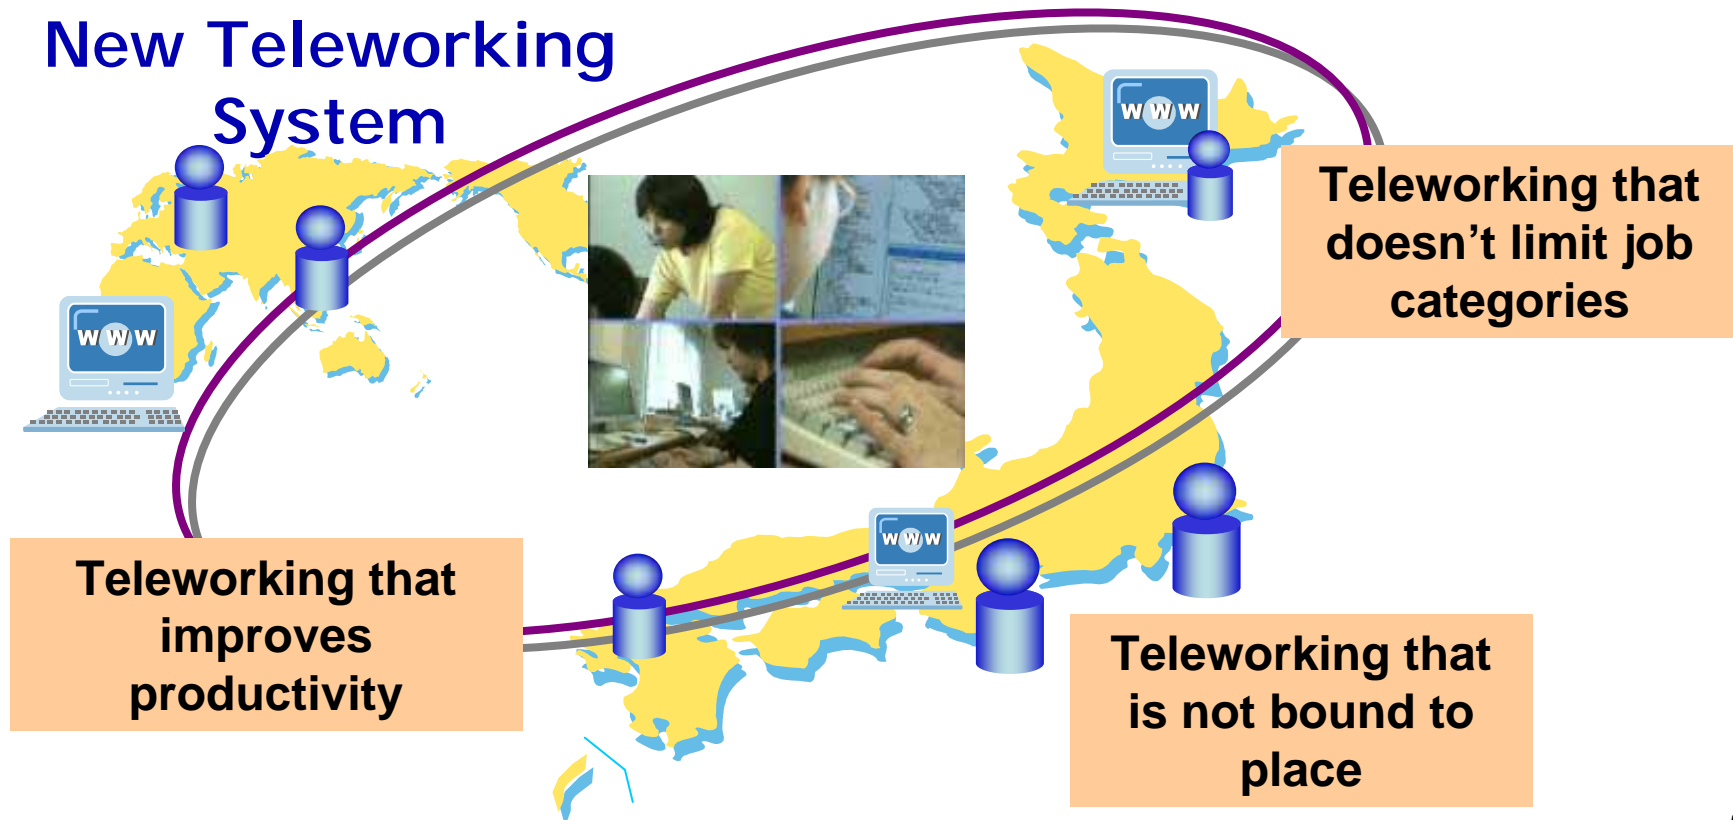 New Teleworking
System
WWW
Teleworking that
doesn’t limit job
categories
WWW
WWW
Teleworking that
improves
productivity
Teleworking that
is not bound to
place